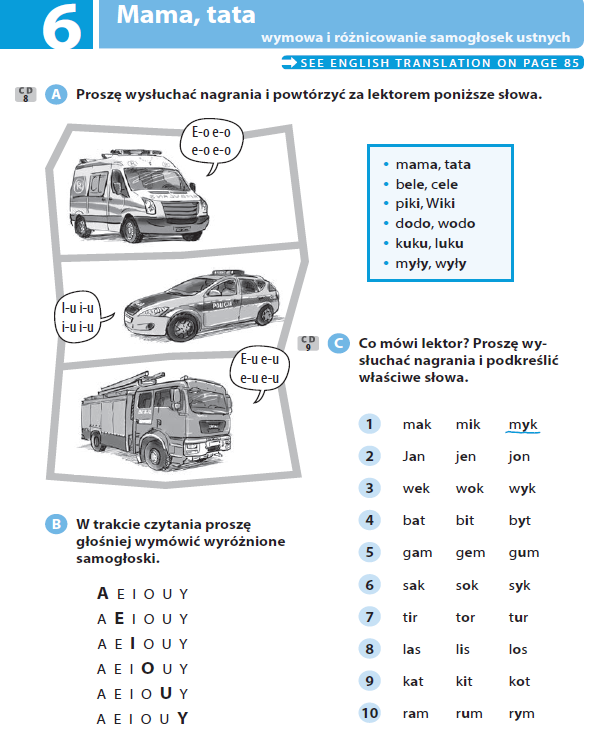 6
Mama, tata
wymowa i różnicowanie samogłosek ustnych
SEE ENGLISH TRANSLATION ON PAGE 85
CD
8
A
Proszę wysłuchać nagrania i powtórzyć za lektorem poniższe słowa.
E-o e-o
e-o e-o
R
POLICJA
I-u i-u
i-u i-u
E-u e-u
e-u e-u
• mama, tata
• bele, cele
• piki, Wiki
• dodo, wodo
• kuku, luku
• myły, wyły
B
W trakcie czytania proszę
głośniej wymówić wyróżnione
samogłoski.
A E I O U Y
A E I O U Y
A E I O U Y
A E I O U Y
A E I O U Y
A E I O U Y
CD
9
C
Co mówi lektor? Proszę wy-
słuchać nagrania i podkreślić
właściwe słowa.
1 mak mik myk
2 Jan jen jon
3 wek wok wyk
4 bat bit byt
5 gam gem gum
6 sak sok syk
7 tir tor tur
8 las lis los
9 kat kit kot
10 ram rum rym